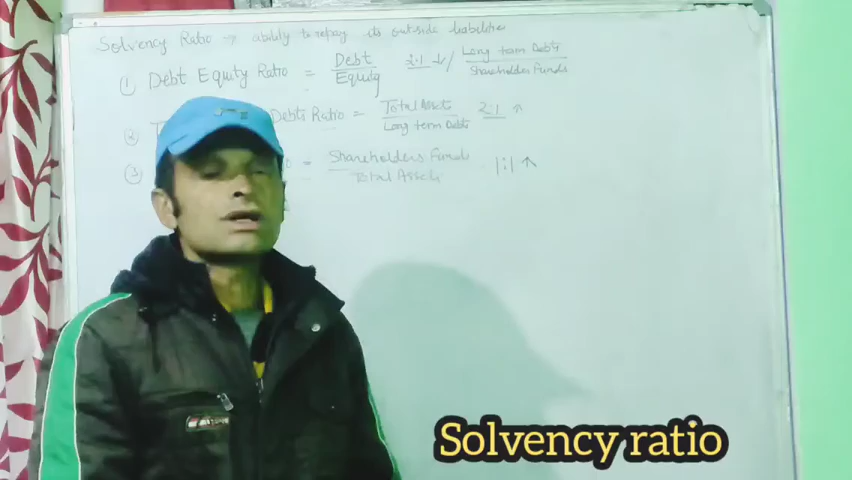 Solvency Ratio → ability to repay its outside liabilities
① Debt Equity Ratio = Debt / Equity 2:1 ↓ / Long term Debts / Shareholder Funds
② Debts Ratio = Total Assets / Long term Debts 2:1 ↑
③ = Shareholders Funds / Total Assets 1:1 ↑
Solvency ratio